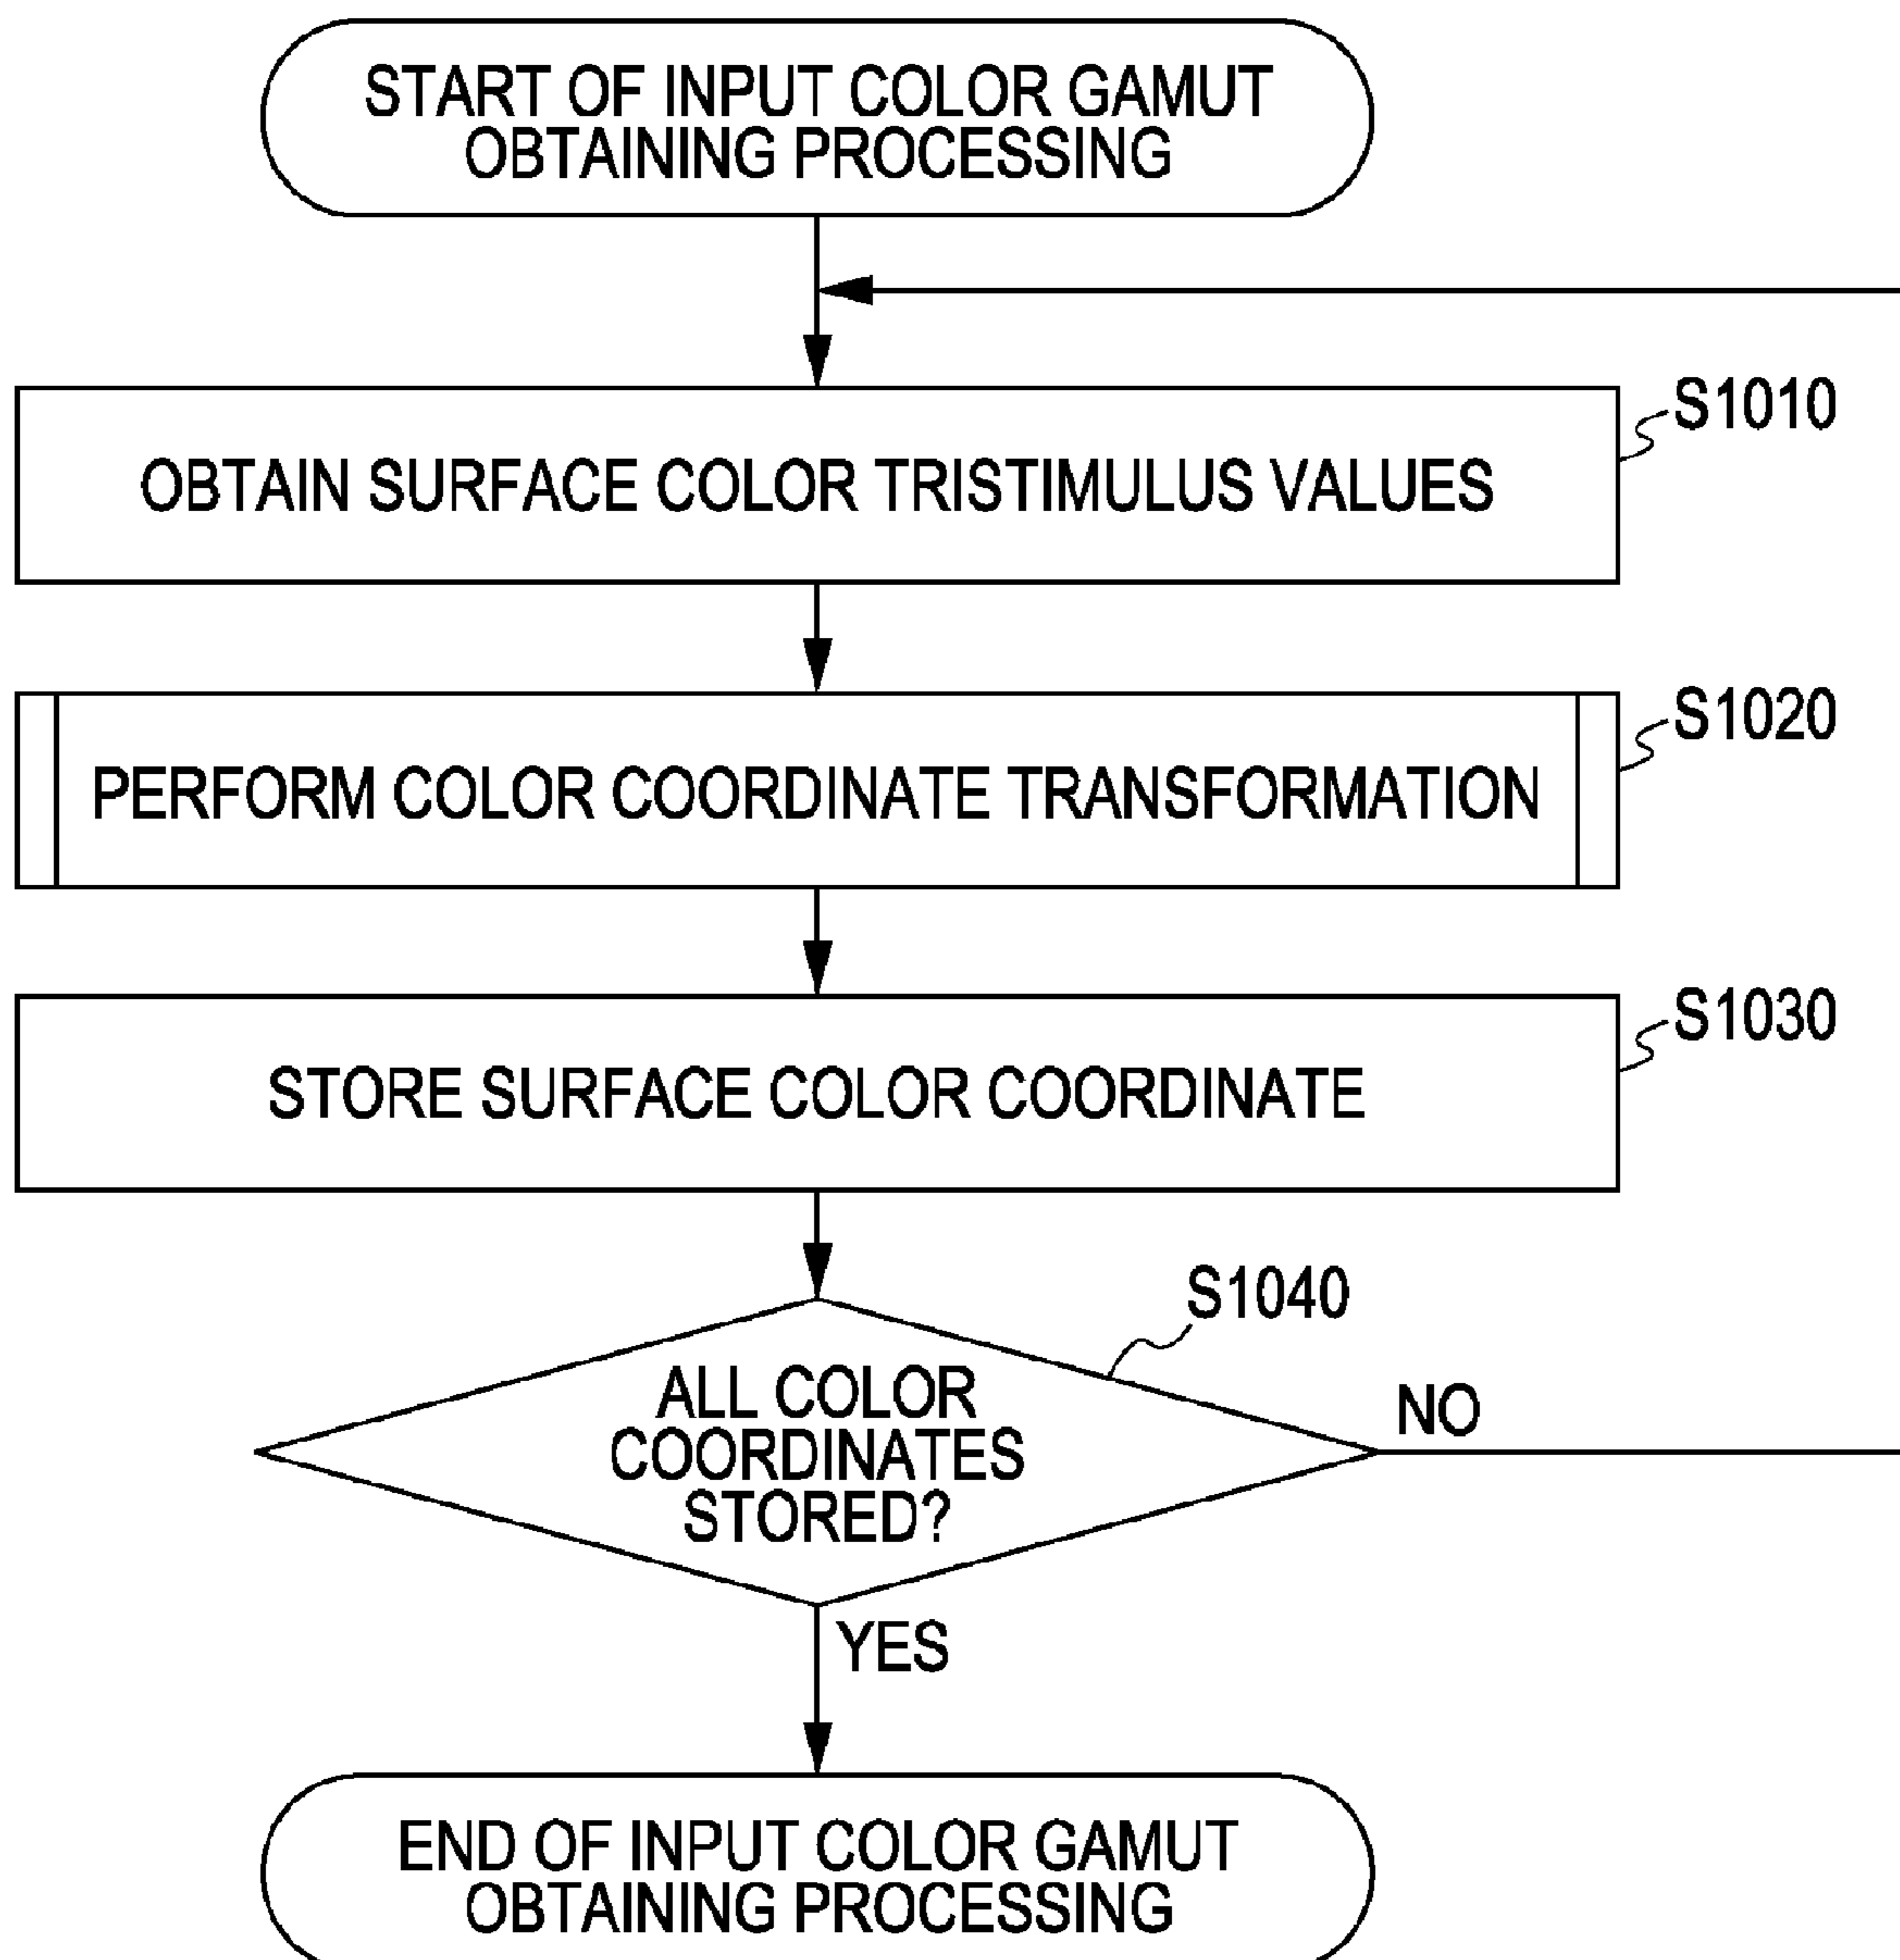 START OF INPUT COLOR GAMUT
OBTAINING PROCESSING
S1010
OBTAIN SURFACE COLOR TRISTIMULUS VALUES
S1020
PERFORM COLOR COORDINATE TRANSFORMATION
S1030
STORE SURFACE COLOR COORDINATE
S1040
ALL COLOR
COORDINATES
STORED?
NO
YES
END OF INPUT COLOR GAMUT
OBTAINING PROCESSING